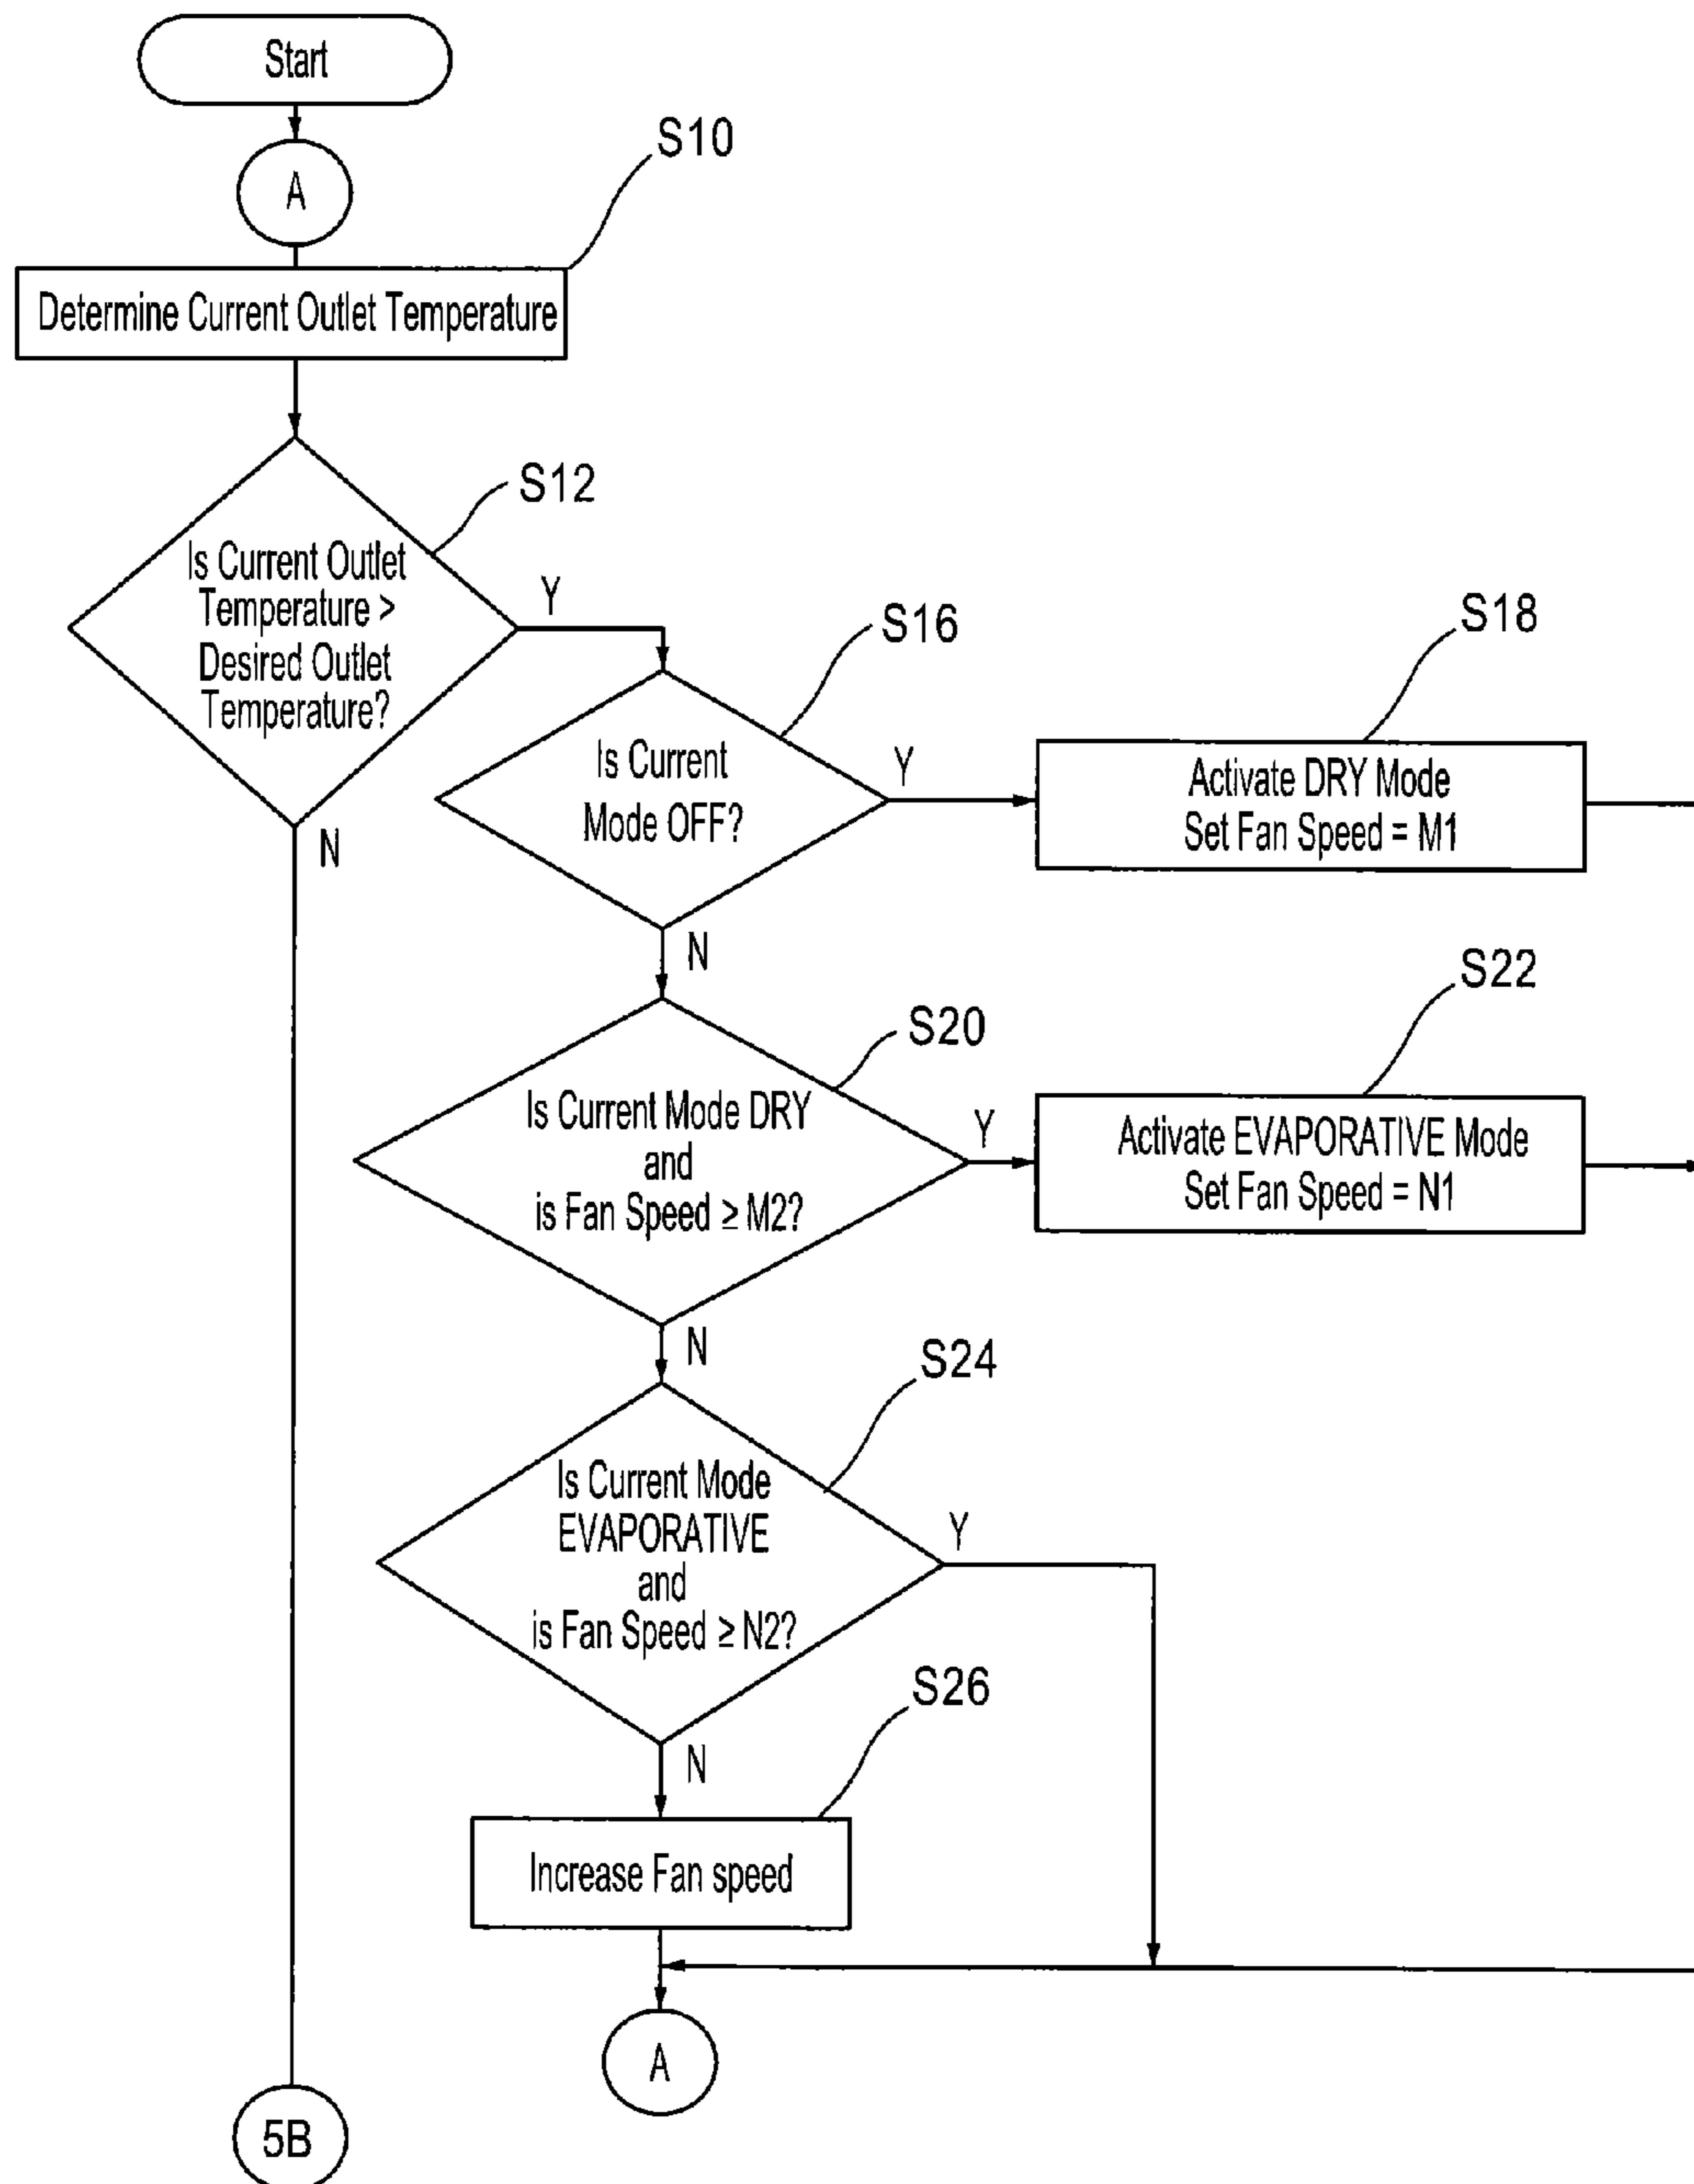 Start
A
S10
Determine Current Outlet Temperature
S12
Is Current Outlet
Temperature >
Desired Outlet
Temperature?
Y
N
S16
Is Current
Mode OFF?
Y
N
S18
Activate DRY Mode
Set Fan Speed = M1
S20
Is Current Mode DRY
and
is Fan Speed ≥ M2?
Y
N
S22
Activate EVAPORATIVE Mode
Set Fan Speed = N1
S24
Is Current Mode
EVAPORATIVE
and
is Fan Speed ≥ N2?
Y
N
S26
Increase Fan speed
A
5B